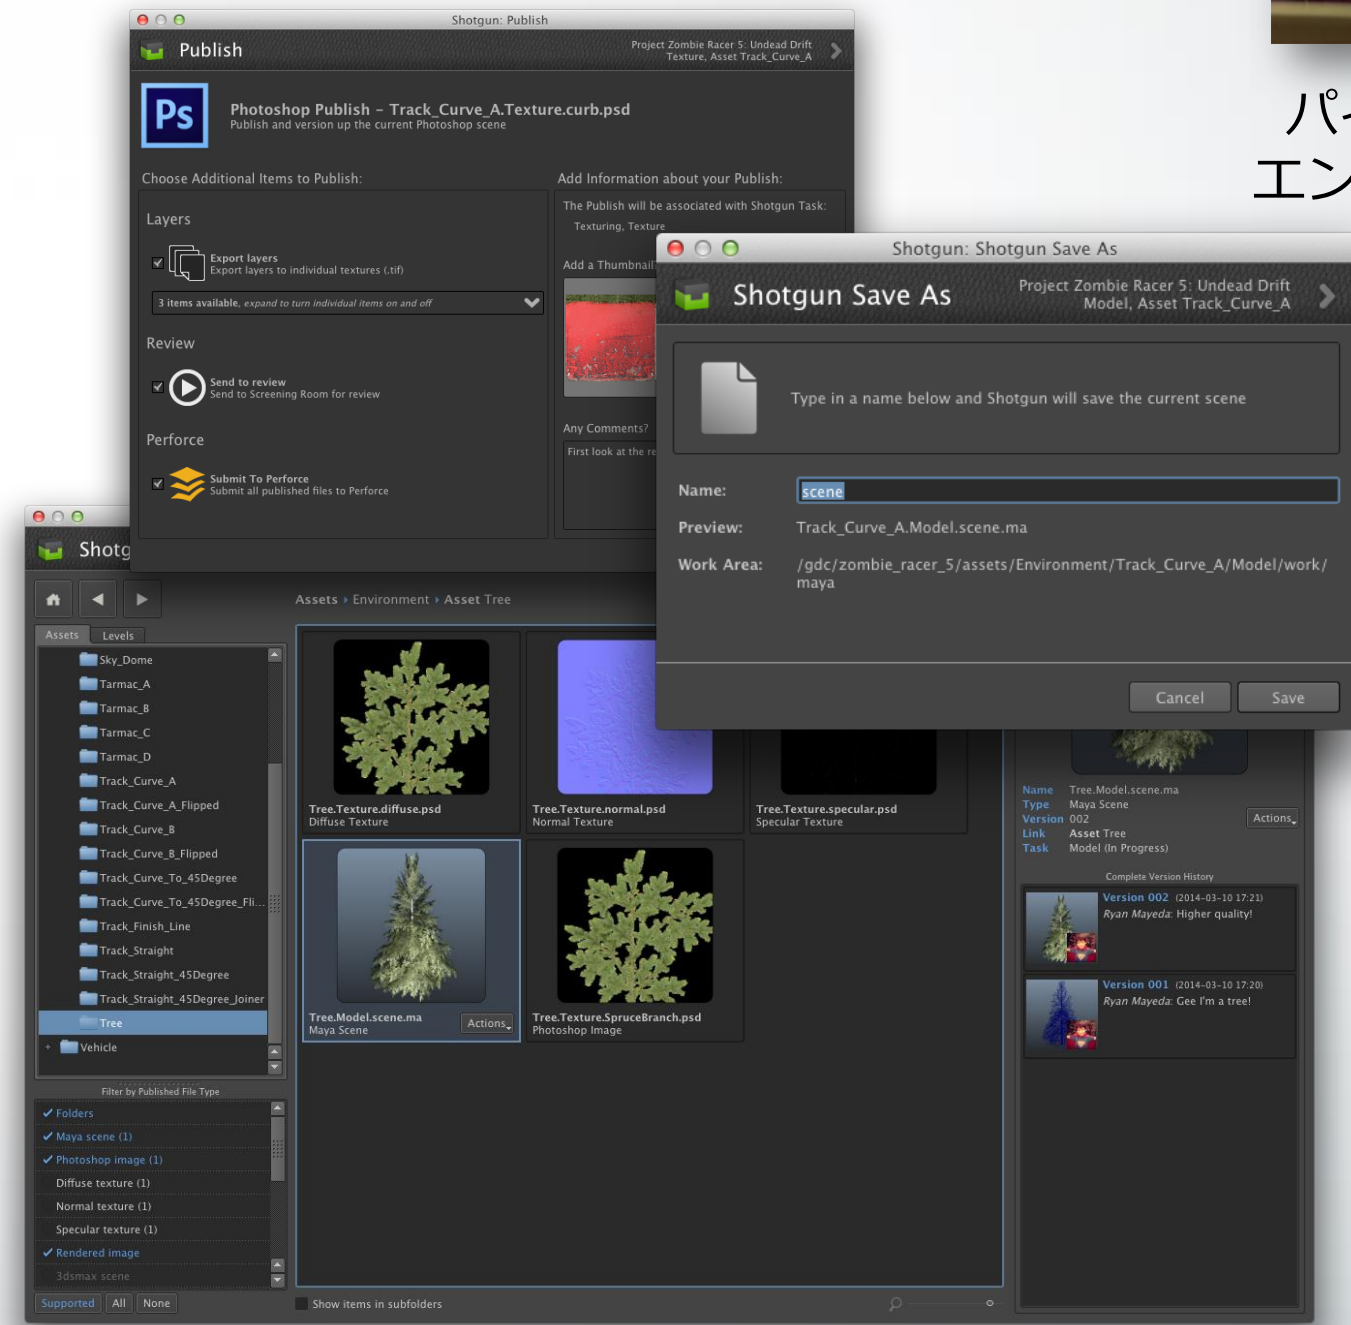 Shotgun: Publish
Publish
Project Zombie Racer 5: Undead Drift
Texture, Asset Track_Curve_A
Ps
Photoshop Publish – Track_Curve_A.Texture.curb.psd
Publish and version up the current Photoshop scene
Choose Additional Items to Publish:
Layers
Export layers
Export layers to individual textures (.tif)
3 items available, expand to turn individual items on and off
Review
Send to review
Send to Screening Room for review
Perforce
Submit To Perforce
Submit all published files to Perforce
Add Information about your Publish:
The Publish will be associated with Shotgun Task:
Texturing, Texture
Add a Thumbnail
Any Comments?
First look at the re
パイ
エン
Shotgun: Shotgun Save As
Shotgun Save As
Project Zombie Racer 5: Undead Drift
Model, Asset Track_Curve_A
Type in a name below and Shotgun will save the current scene
Name:
scene
Preview:
Track_Curve_A.Model.scene.ma
Work Area:
/gdc/zombie_racer_5/assets/Environment/Track_Curve_A/Model/work/
maya
Cancel
Save
Shotg
Assets
Environment
Asset Tree
Assets
Levels
Sky_Dome
Tarmac_A
Tarmac_B
Tarmac_C
Tarmac_D
Track_Curve_A
Track_Curve_A_Flipped
Track_Curve_B
Track_Curve_B_Flipped
Track_Curve_To_45Degree
Track_Curve_To_45Degree_Fli...
Track_Finish_Line
Track_Straight
Track_Straight_45Degree
Track_Straight_45Degree_Joiner
Tree
Vehicle
Filter by Published File Type
Folders
Maya scene (1)
Photoshop image (1)
Diffuse texture (1)
Normal texture (1)
Specular texture (1)
Rendered image
3dsmax scene
Supported
All
None
Tree.Texture.diffuse.psd
Diffuse Texture
Tree.Texture.normal.psd
Normal Texture
Tree.Texture.specular.psd
Specular Texture
Tree.Model.scene.ma
Maya Scene
Actions
Tree.Texture.SpruceBranch.psd
Photoshop Image
Show items in subfolders
Name Tree.Model.scene.ma
Type Maya Scene
Version 002
Link Asset Tree
Task Model (In Progress)
Actions
Complete Version History
Version 002 (2014-03-10 17:21)
Ryan Mayeda: Higher quality!
Version 001 (2014-03-10 17:20)
Ryan Mayeda: Gee I'm a tree!